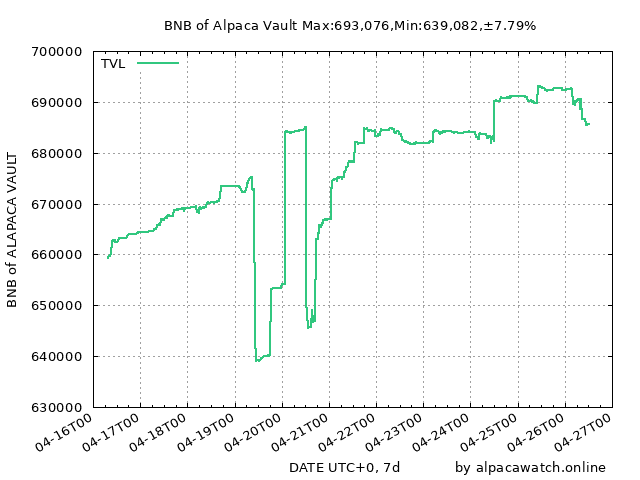 BNB of Alpaca Vault Max:693,076,Min:639,082,±7.79%
TVL
700000
690000
680000
670000
660000
650000
640000
630000
BNB of ALAPACA VAULT
04-16T00
04-17T00
04-18T00
04-19T00
04-20T00
04-21T00
04-22T00
04-23T00
04-24T00
04-25T00
04-26T00
04-27T00
DATE UTC+0, 7d
by alpacawatch.online